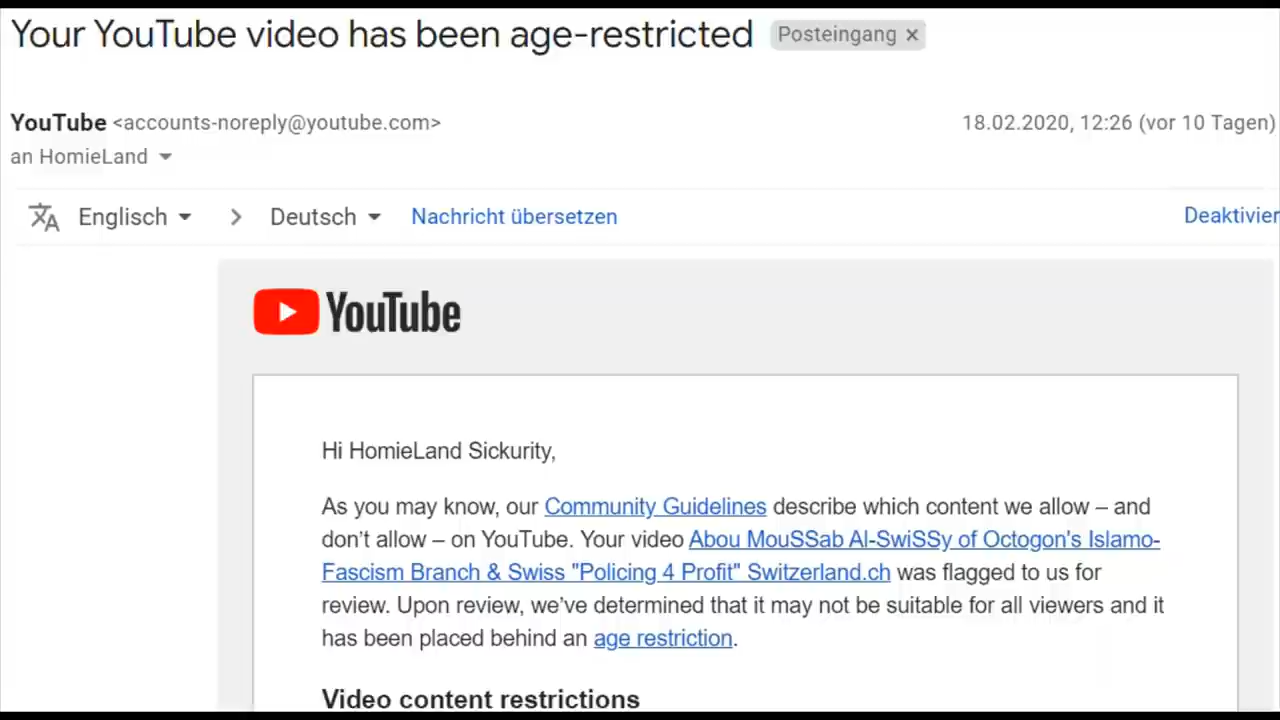 Your YouTube video has been age-restricted Posteingang ×
YouTube <accounts-noreply@youtube.com> 18.02.2020, 12:26 (vor 10 Tagen)
an HomieLand
Englisch > Deutsch Nachricht übersetzen Deaktivier
YouTube
Hi HomieLand Sickurity,
As you may know, our Community Guidelines describe which content we allow – and
don't allow – on YouTube. Your video Abou MouSSab Al-SwiSSy of Octogon's Islamo-
Fascism Branch & Swiss "Policing 4 Profit" Switzerland.ch was flagged to us for
review. Upon review, we've determined that it may not be suitable for all viewers and it
has been placed behind an age restriction.
Video content restrictions